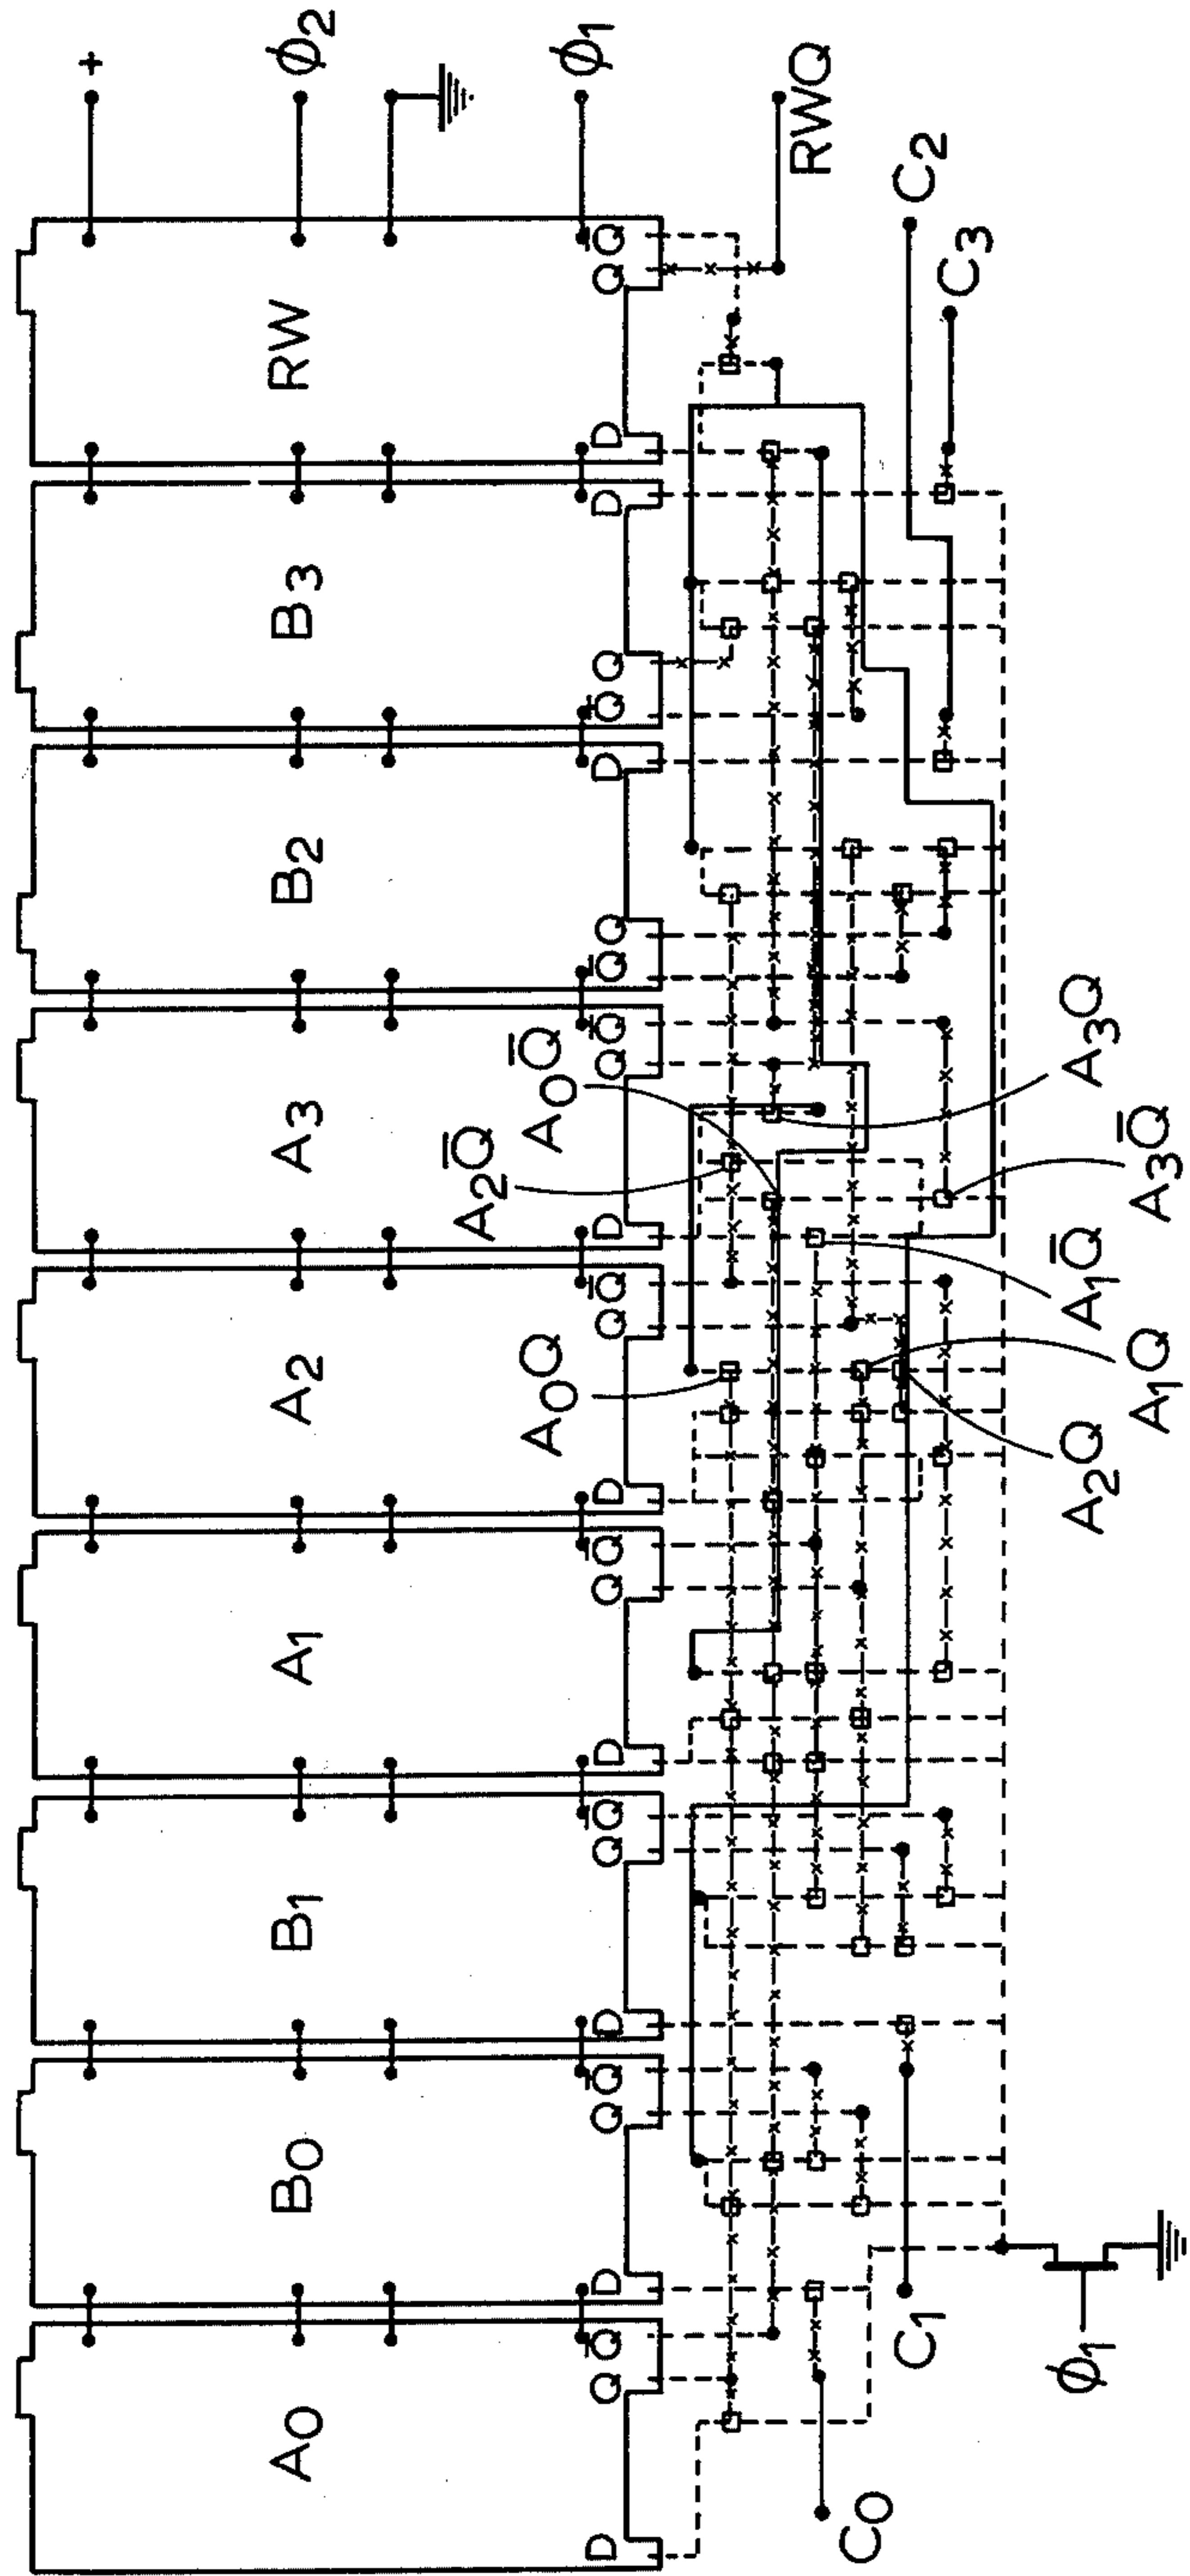 +
A₀ B₀ B₁ A₁ A₂ A₃ B₂ B₃ RW
ϕ₂
ϕ₁
D Q Q̅ D Q Q̅ D Q Q̅ D Q Q̅ D Q Q̅ D Q Q̅ Q̅ Q D Q̅ Q D D Q Q̅
A₂Q̅
A₀Q
A₀Q̅
RWQ
C₀
C₁
C₂
C₃
ϕ₁
A₂Q
A₁Q̅
A₃Q
A₁Q
A₃Q̅